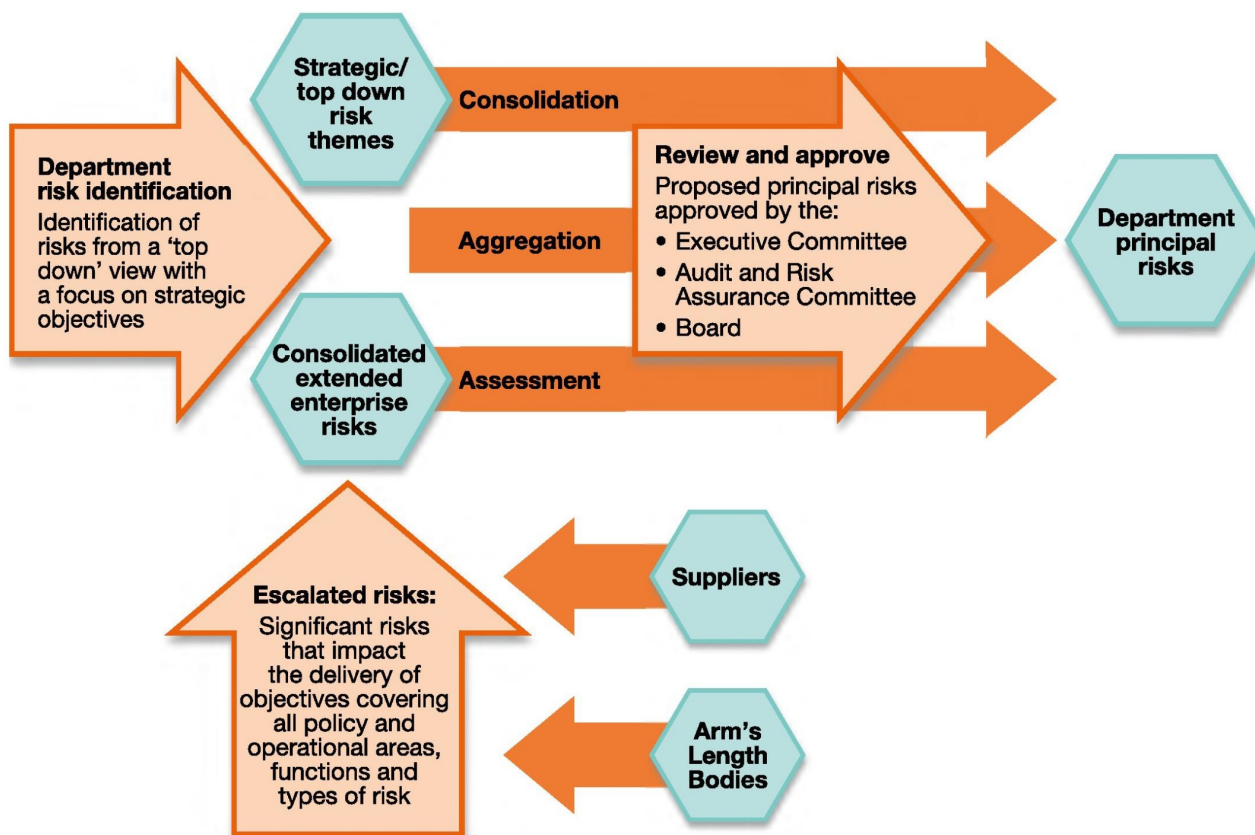 Strategic/
top down
risk
themes
Consolidation
Department
risk identification
Identification of
risks from a ‘top
down’ view with
a focus on strategic
objectives
Review and approve
Proposed principal risks
approved by the:
• Executive Committee
• Audit and Risk
Assurance Committee
• Board
Aggregation
Department
principal
risks
Consolidated
extended
enterprise
risks
Assessment
Escalated risks:
Significant risks
that impact
the delivery of
objectives covering
all policy and
operational areas,
functions and
types of risk
Suppliers
Arm’s
Length
Bodies